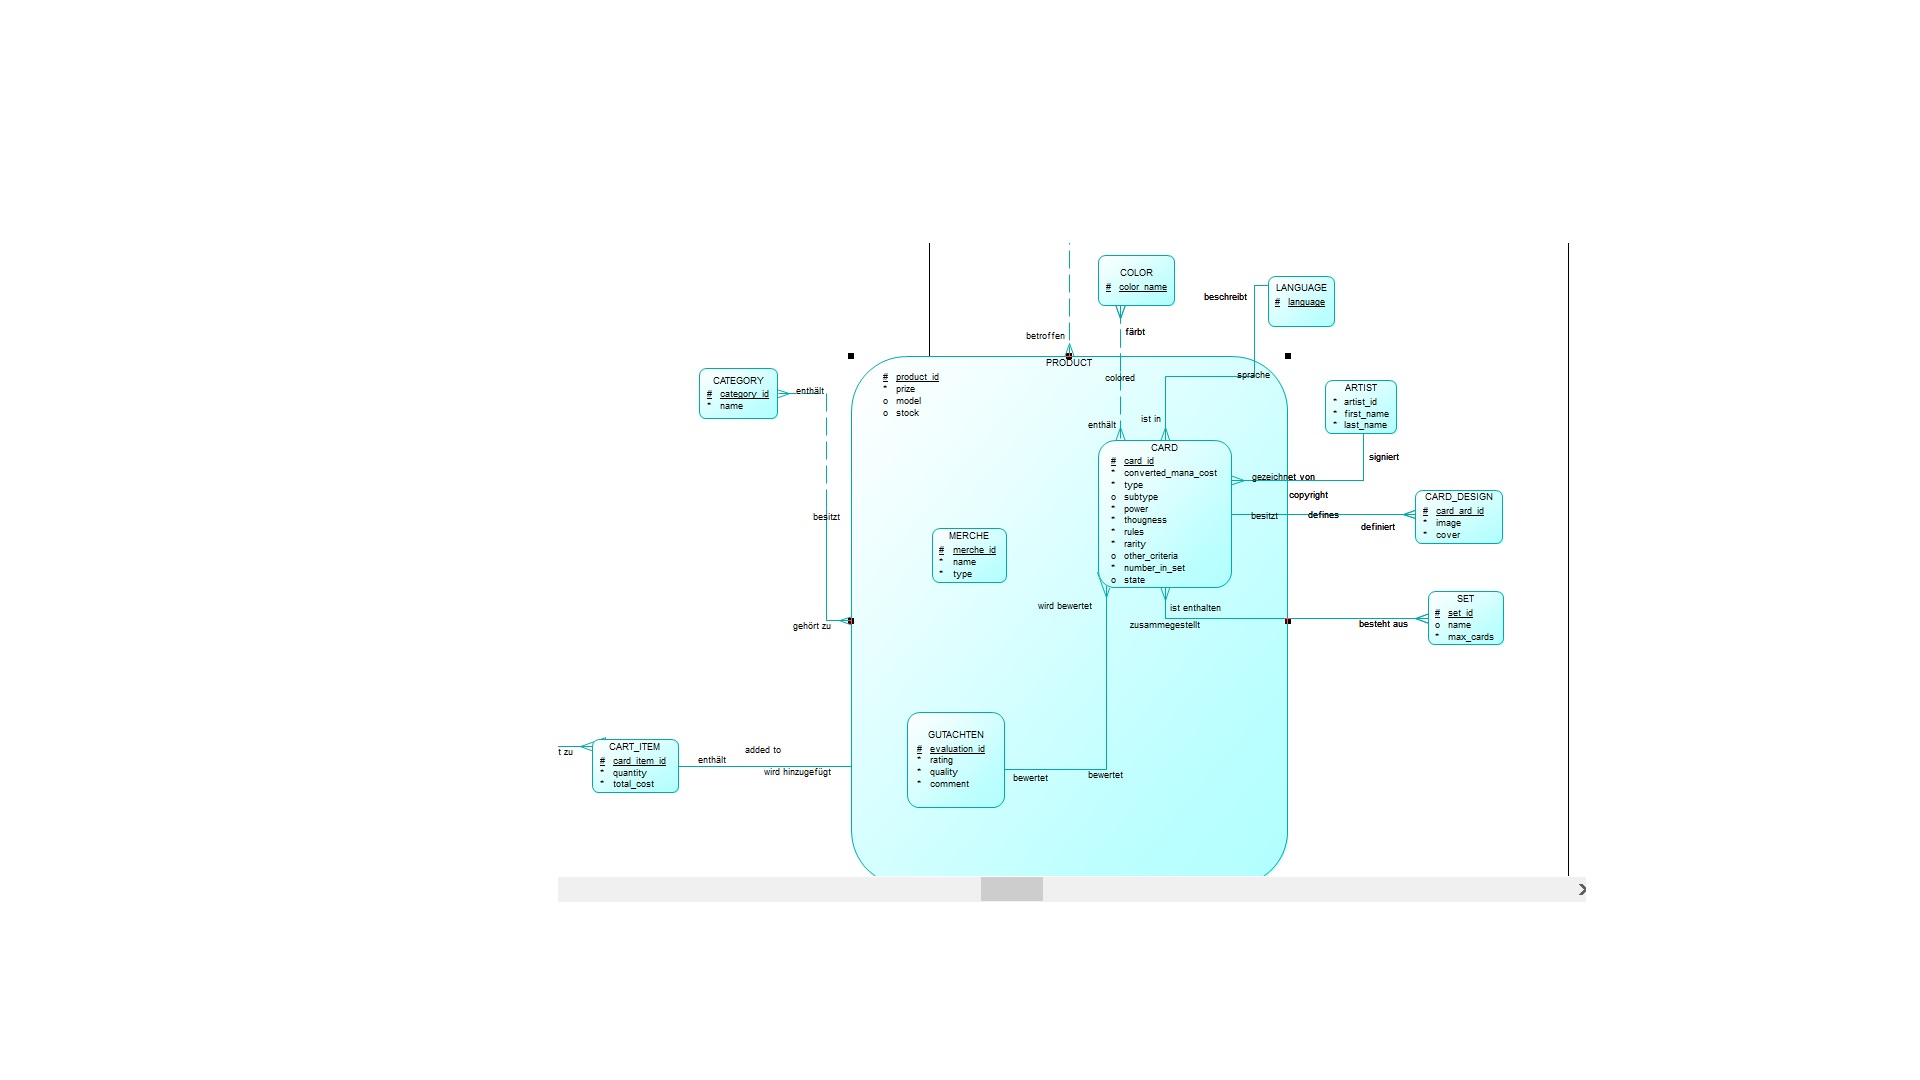 COLOR
# color_name
LANGUAGE
# language
beschreibt
betroffen
färbt
PRODUCT
# product_id
* prize
o model
o stock
colored
sprache
CATEGORY
# category_id
* name
enthält
ARTIST
* artist_id
* first_name
* last_name
ist in
enthält
signiert
CARD
# card_id
* converted_mana_cost
* type
o subtype
* power
* thougness
* rules
* rarity
o other_criteria
* number_in_set
o state
gezeichnet von
copyright
besitzt
defines
definiert
CARD_DESIGN
# card_ard_id
* image
* cover
besitzt
MERCHE
# merche_id
* name
* type
wird bewertet
ist enthalten
zusammegestellt
besteht aus
SET
# set_id
o name
* max_cards
gehört zu
GUTACHTEN
# evaluation_id
* rating
* quality
* comment
bewertet
bewertet
t zu
CART_ITEM
# card_item_id
* quantity
* total_cost
enthält
added to
wird hinzugefügt